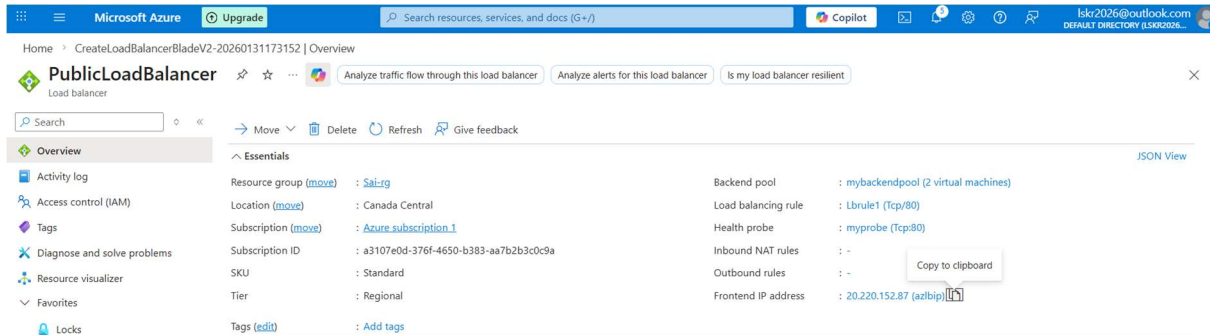 Microsoft Azure
Upgrade
Search resources, services, and docs (G+/)
Copilot
5
lskr2026@outlook.com
DEFAULT DIRECTORY (LSKR2026...
Home > CreateLoadBalancerBladeV2-20260131173152 | Overview
PublicLoadBalancer
Load balancer
Analyze traffic flow through this load balancer
Analyze alerts for this load balancer
Is my load balancer resilient
Search
Overview
Activity log
Access control (IAM)
Tags
Diagnose and solve problems
Resource visualizer
Favorites
Locks
Move
Delete
Refresh
Give feedback
Essentials
JSON View
Resource group (move) : Sai-rg
Location (move) : Canada Central
Subscription (move) : Azure subscription 1
Subscription ID : a3107e0d-376f-4650-b383-aa7b2b3c0c9a
SKU : Standard
Tier : Regional
Tags (edit) : Add tags
Backend pool : mybackendpool (2 virtual machines)
Load balancing rule : Lbrule1 (Tcp/80)
Health probe : myprobe (Tcp:80)
Inbound NAT rules : -
Outbound rules : -
Copy to clipboard
Frontend IP address : 20.220.152.87 (azlbip)